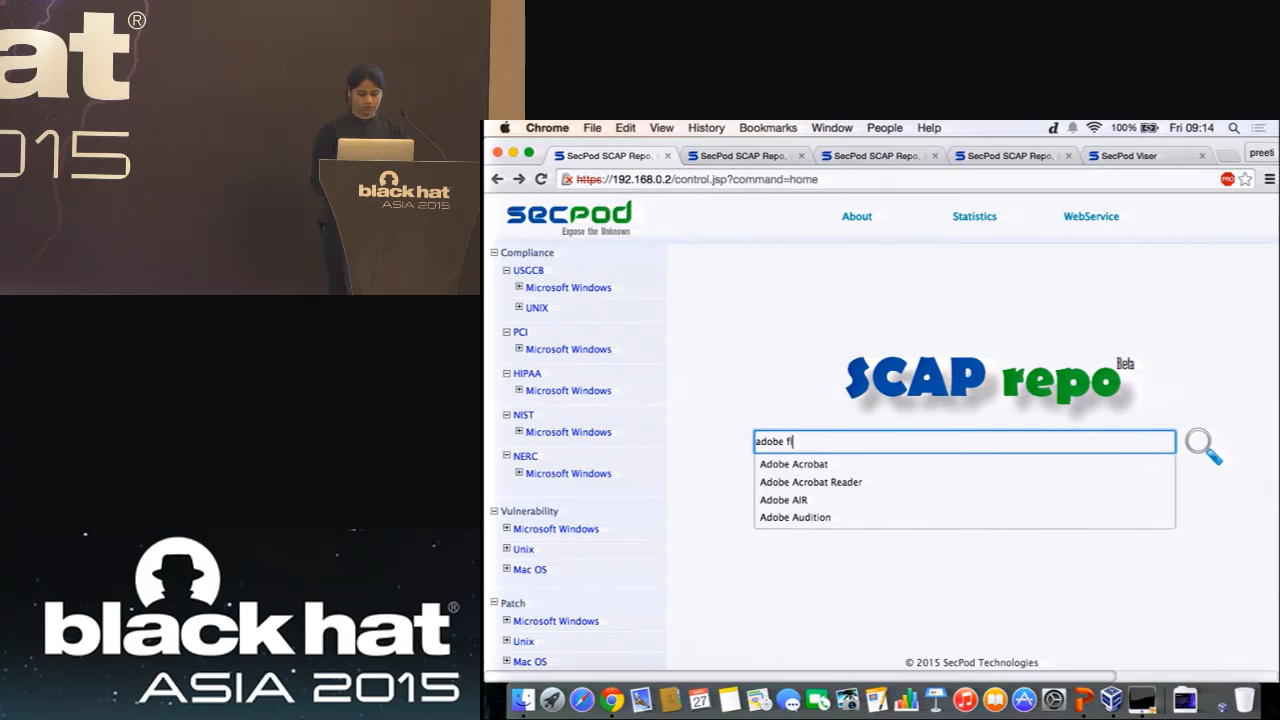 at®
2015
black hat
ASIA 2015
black hat®
ASIA 2015
Chrome File Edit View History Bookmarks Window People Help 100% Fri 09:14
SecPod SCAP Repo, SecPod SCAP Repo, SecPod SCAP Repo, SecPod SCAP Repo, SecPod Viser preeti
https://192.168.0.2/control.jsp?command=home
secpod
Expose the Unknown
About Statistics WebService
Compliance
USGCB
Microsoft Windows
UNIX
PCI
Microsoft Windows
HIPAA
Microsoft Windows
NIST
Microsoft Windows
NERC
Microsoft Windows
Vulnerability
Microsoft Windows
Unix
Mac OS
Patch
Microsoft Windows
Unix
Mac OS
SCAP repo Beta
adobe fl
Adobe Acrobat
Adobe Acrobat Reader
Adobe AIR
Adobe Audition
© 2015 SecPod Technologies
27